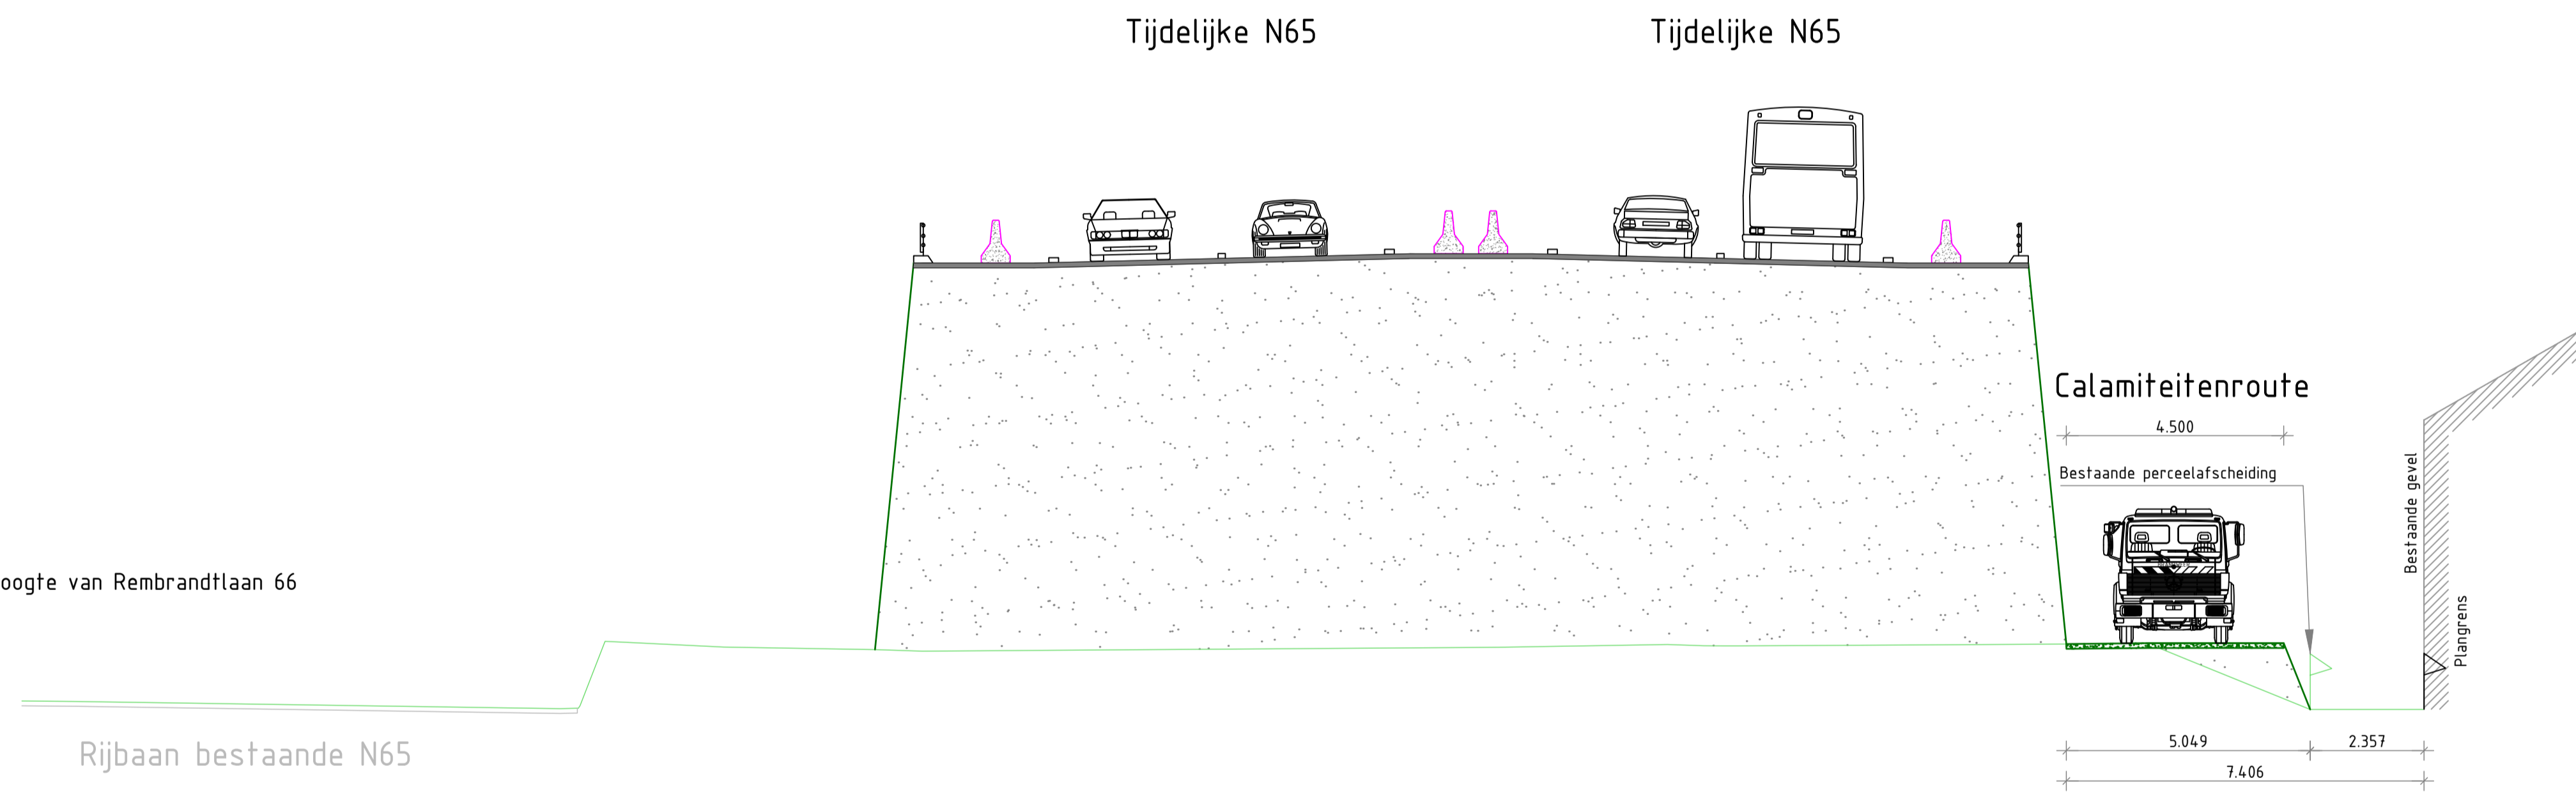 Tijdelijke N65
Tijdelijke N65
Calamiteitenroute
4.500
Bestaande perceelafscheiding
Bestaande gevel
Plangrens
oogte van Rembrandtlaan 66
Rijbaan bestaande N65
5.049
2.357
7.406